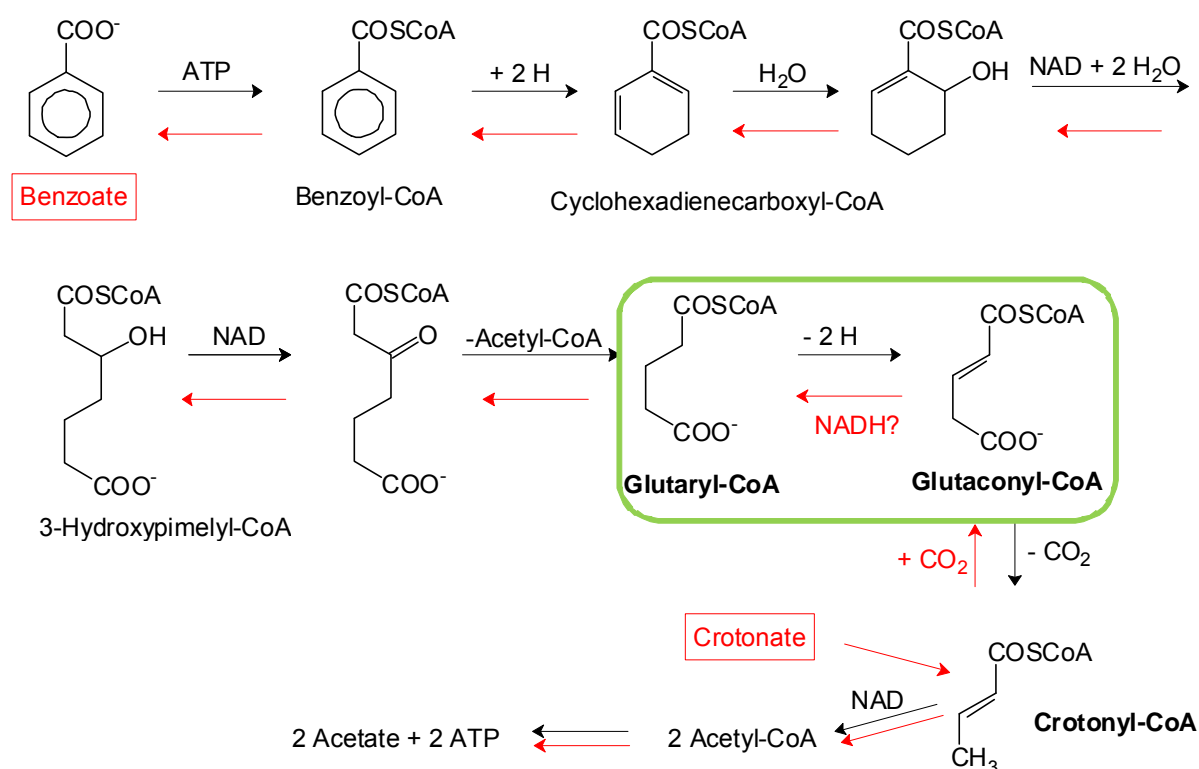 COO⁻
ATP
COSCoA
+ 2 H
COSCoA
H₂O
COSCoA
OH
NAD + 2 H₂O
Benzoate
Benzoyl-CoA
Cyclohexadienecarboxyl-CoA
COSCoA
OH
COO⁻
3-Hydroxypimelyl-CoA
NAD
COSCoA
O
COO⁻
-Acetyl-CoA
COSCoA
COO⁻
Glutaryl-CoA
- 2 H
NADH?
COSCoA
COO⁻
Glutaconyl-CoA
+ CO₂
- CO₂
Crotonate
COSCoA
CH₃
Crotonyl-CoA
NAD
2 Acetyl-CoA
2 Acetate + 2 ATP